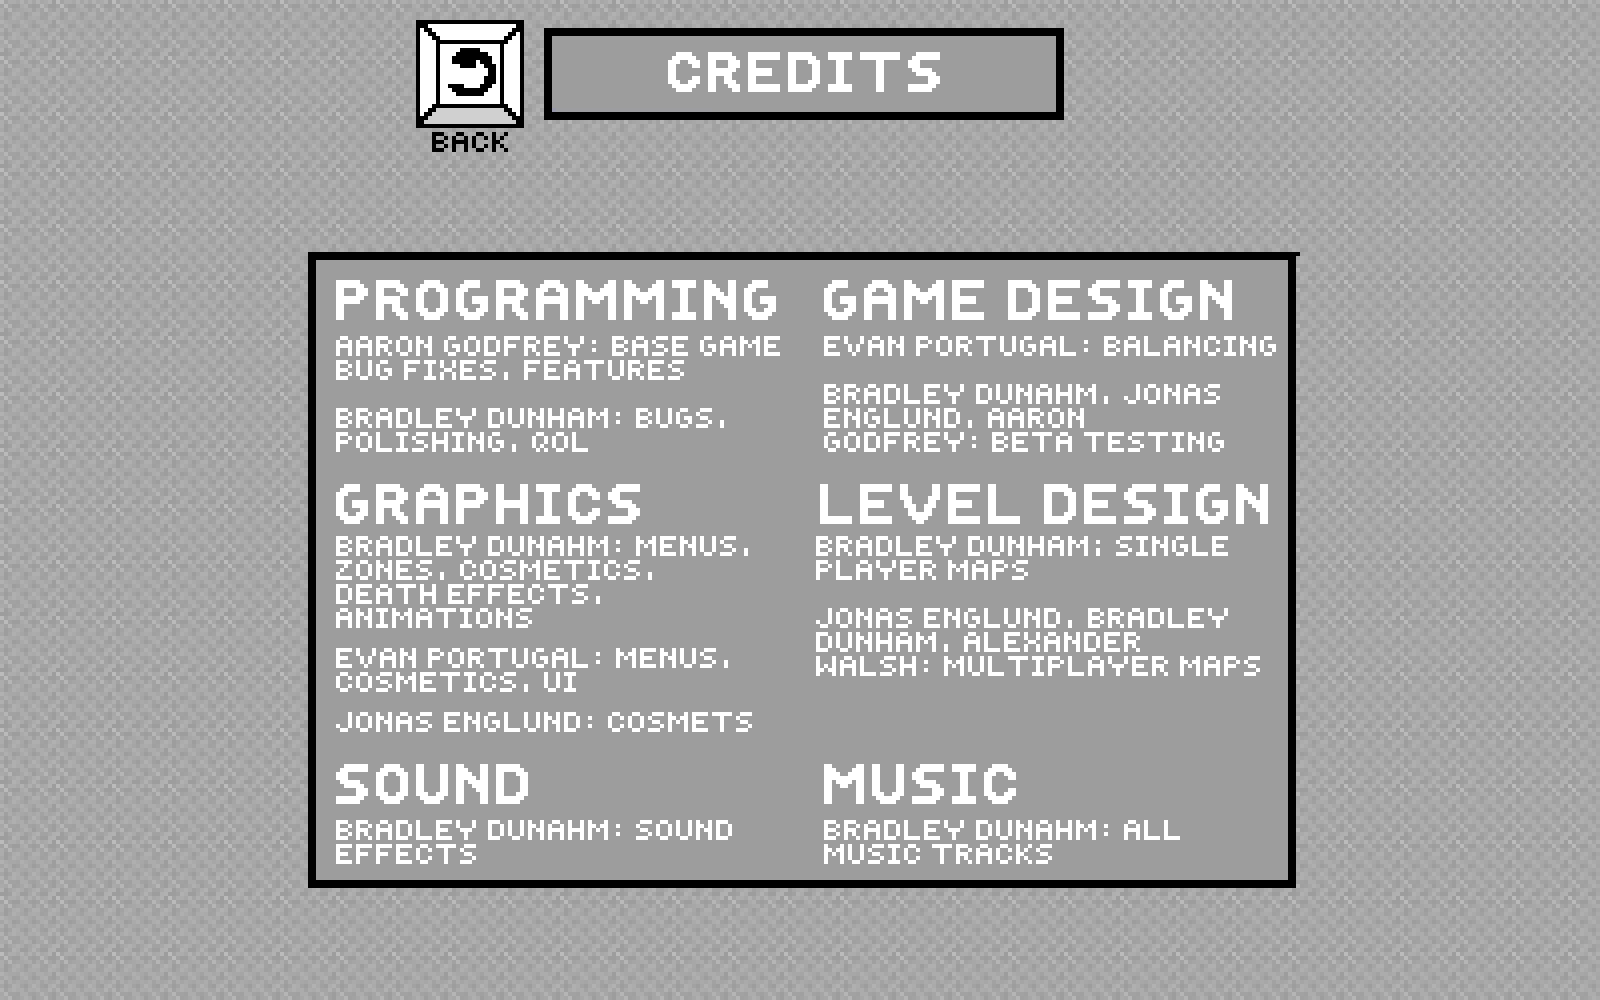 CREDITS
BACK
PROGRAMMING
AARON GODFREY: BASE GAME
BUG FIXES, FEATURES
BRADLEY DUNHAM: BUGS,
POLISHING, QOL
GRAPHICS
BRADLEY DUNAHM: MENUS,
ZONES, COSMETICS,
DEATH EFFECTS,
ANIMATIONS
EVAN PORTUGAL: MENUS,
COSMETICS, UI
JONAS ENGLUND: COSMETS
SOUND
BRADLEY DUNAHM: SOUND
EFFECTS
GAME DESIGN
EVAN PORTUGAL: BALANCING
BRADLEY DUNAHM, JONAS
ENGLUND, AARON
GODFREY: BETA TESTING
LEVEL DESIGN
BRADLEY DUNHAM; SINGLE
PLAYER MAPS
JONAS ENGLUND, BRADLEY
DUNHAM, ALEXANDER
WALSH: MULTIPLAYER MAPS
MUSIC
BRADLEY DUNAHM: ALL
MUSIC TRACKS